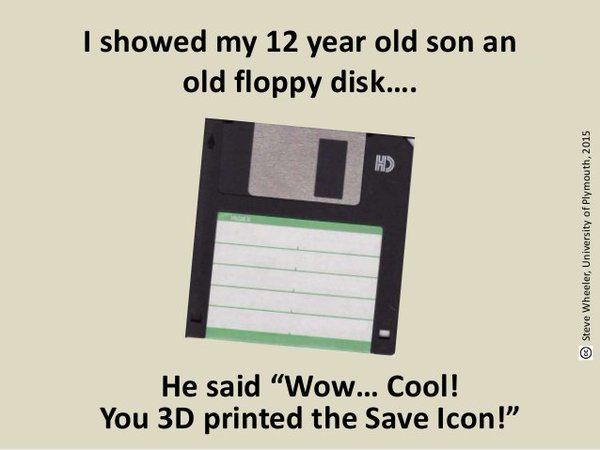 I showed my 12 year old son an
old floppy disk….
HD
He said “Wow… Cool!
You 3D printed the Save Icon!”
cc Steve Wheeler, University of Plymouth, 2015